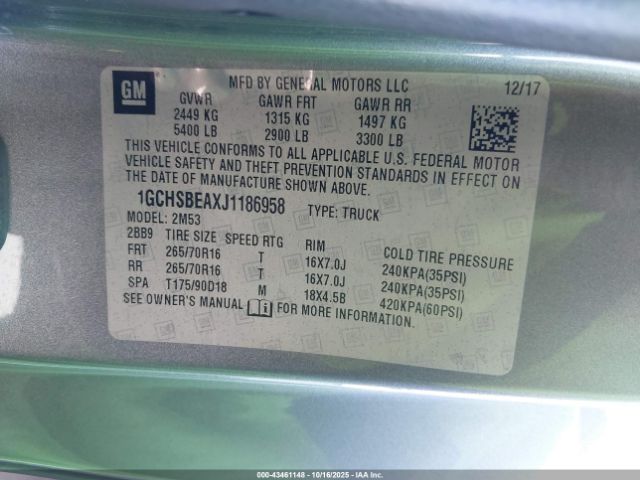 GM
MFD BY GENERAL MOTORS LLC 12/17
GVWR GAWR FRT GAWR RR
2449 KG 1315 KG 1497 KG
5400 LB 2900 LB 3300 LB
THIS VEHICLE CONFORMS TO ALL APPLICABLE U.S. FEDERAL MOTOR
VEHICLE SAFETY AND THEFT PREVENTION STANDARDS IN EFFECT ON
THE DATE OF MANUFACTURE SHOWN ABOVE.
1GCHSBEAXJ1186958 TYPE: TRUCK
MODEL: 2M53
2BB9 TIRE SIZE SPEED RTG RIM COLD TIRE PRESSURE
FRT 265/70R16 T 16X7.0J 240KPA(35PSI)
RR 265/70R16 T 16X7.0J 240KPA(35PSI)
SPA T175/90D18 M 18X4.5B 420KPA(60PSI)
SEE OWNER'S MANUAL FOR MORE INFORMATION.
000-43461148 - 10/16/2025 - IAA Inc.